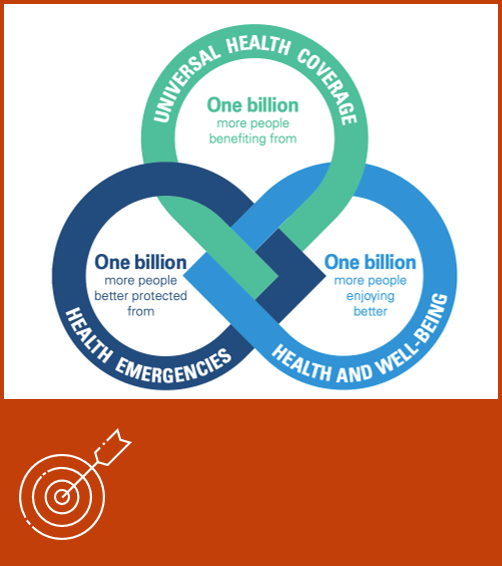 UNIVERSAL HEALTH COVERAGE
One billion
more people
benefiting from
One billion
more people
better protected
from
HEALTH EMERGENCIES
One billion
more people
enjoying
better
HEALTH AND WELL-BEING